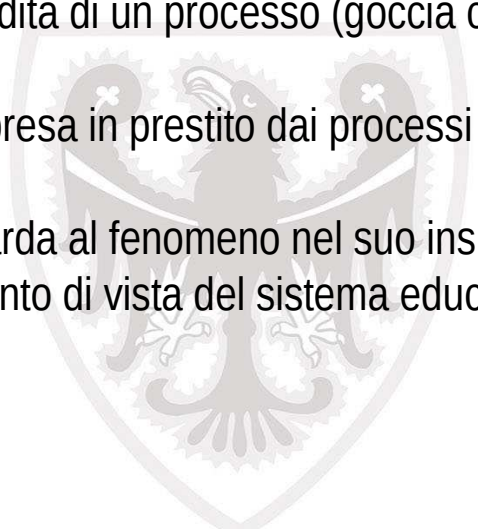 dita di un processo (goccia c
resa in prestito dai processi
rda al fenomeno nel suo ins
nto di vista del sistema educ